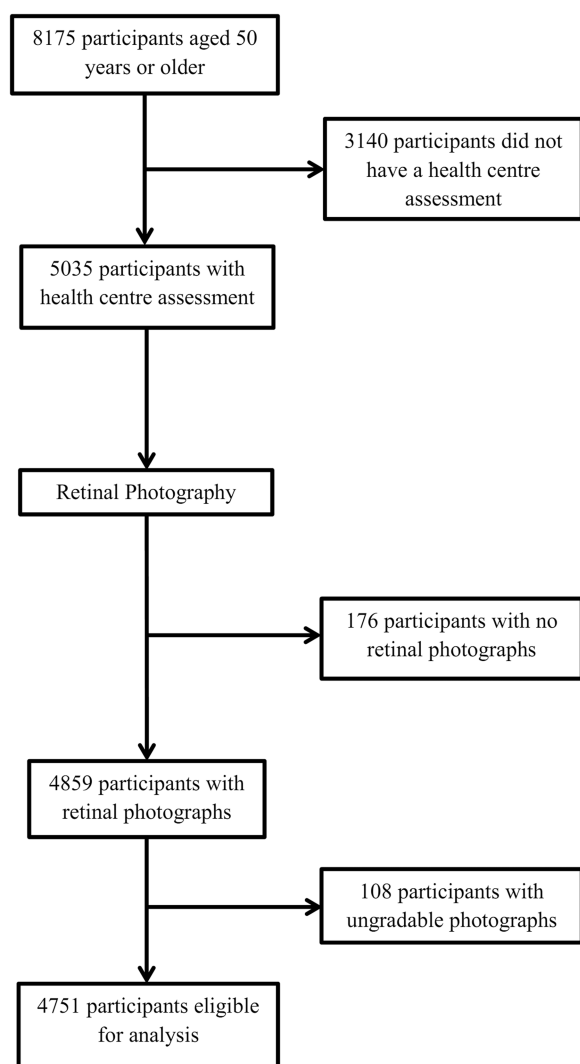 8175 participants aged 50
years or older
3140 participants did not
have a health centre
assessment
5035 participants with
health centre assessment
Retinal Photography
176 participants with no
retinal photographs
4859 participants with
retinal photographs
108 participants with
ungradable photographs
4751 participants eligible
for analysis